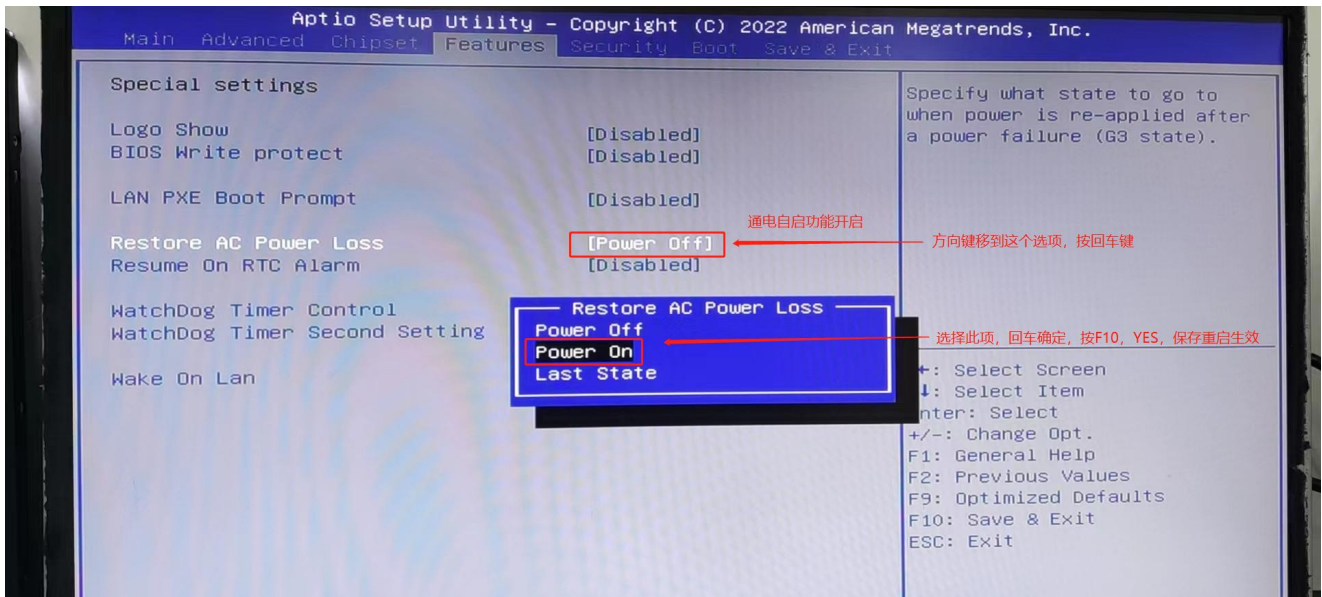 Aptio Setup Utility – Copyright (C) 2022 American Megatrends, Inc.
Main Advanced Chipset Features Security Boot Save & Exit
Special settings
Logo Show [Disabled]
BIOS Write protect [Disabled]
LAN PXE Boot Prompt [Disabled]
通电自启功能开启
Restore AC Power Loss [Power Off]
方向键移到这个选项，按回车键
Resume On RTC Alarm [Disabled]
WatchDog Timer Control
WatchDog Timer Second Setting
Wake On Lan
Restore AC Power Loss
Power Off
Power On
Last State
选择此项，回车确定，按F10，YES，保存重启生效
Specify what state to go to
when power is re-applied after
a power failure (G3 state).
←: Select Screen
↓: Select Item
nter: Select
+/-: Change Opt.
F1: General Help
F2: Previous Values
F9: Optimized Defaults
F10: Save & Exit
ESC: Exit